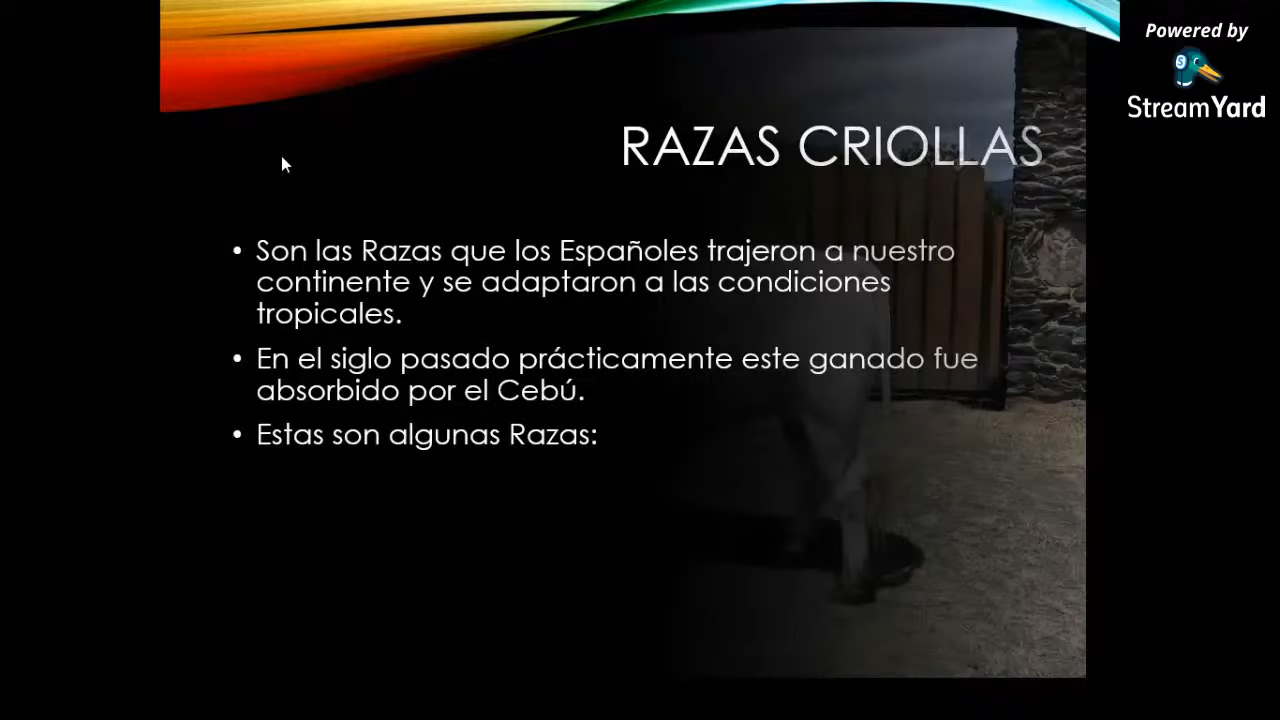 Powered by
StreamYard
RAZAS CRIOLLAS
• Son las Razas que los Españoles trajeron a nuestro
continente y se adaptaron a las condiciones
tropicales.
• En el siglo pasado prácticamente este ganado fue
absorbido por el Cebú.
• Estas son algunas Razas: